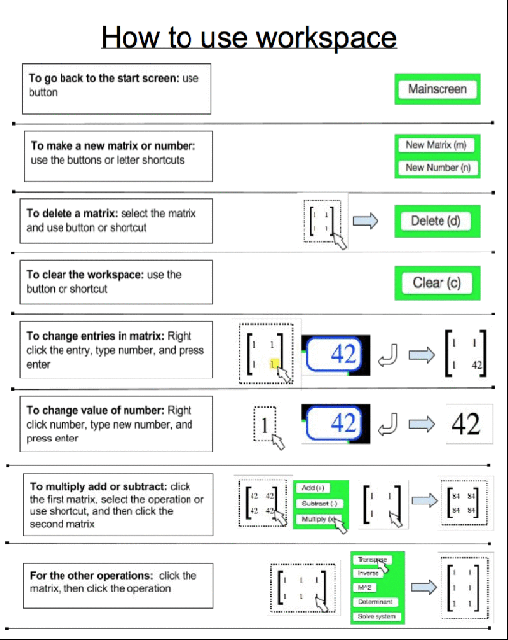 How to use workspace
To go back to the start screen: use
button
Mainscreen
To make a new matrix or number:
use the buttons or letter shortcuts
New Matrix (m)
New Number (n)
To delete a matrix: select the matrix
and use button or shortcut
1 1
1 1
Delete (d)
To clear the workspace: use the
button or shortcut
Clear (c)
To change entries in matrix: Right
click the entry, type number, and press
enter
1 1
1 1
42
1 1
1 42
To change value of number: Right
click number, type new number, and
press enter
1
42
42
To multiply add or subtract: click
the first matrix, select the operation or
use shortcut, and then click the
second matrix
42 42
42 42
Add (+)
Subtract (-)
Multiply (x)
1 1
1
84 84
84 84
For the other operations: click the
matrix, then click the operation
1 1 1
1 1
Transpose
Inverse
M^2
Determinant
Solve system
1 1
1 1
1 1